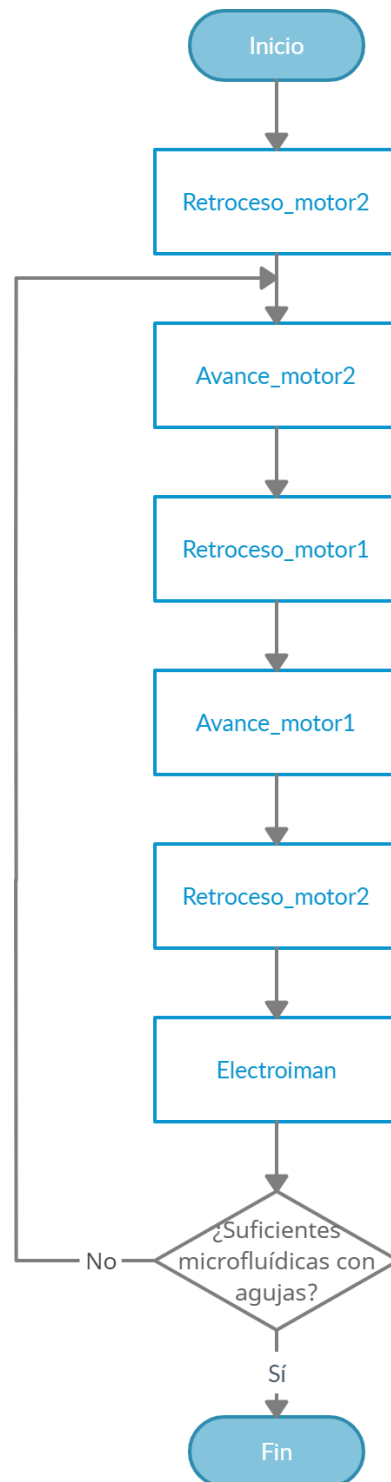 Inicio
Retroceso_motor2
Avance_motor2
Retroceso_motor1
Avance_motor1
Retroceso_motor2
Electroiman
¿Suficientes
microfluídicas con
agujas?
No
Sí
Fin